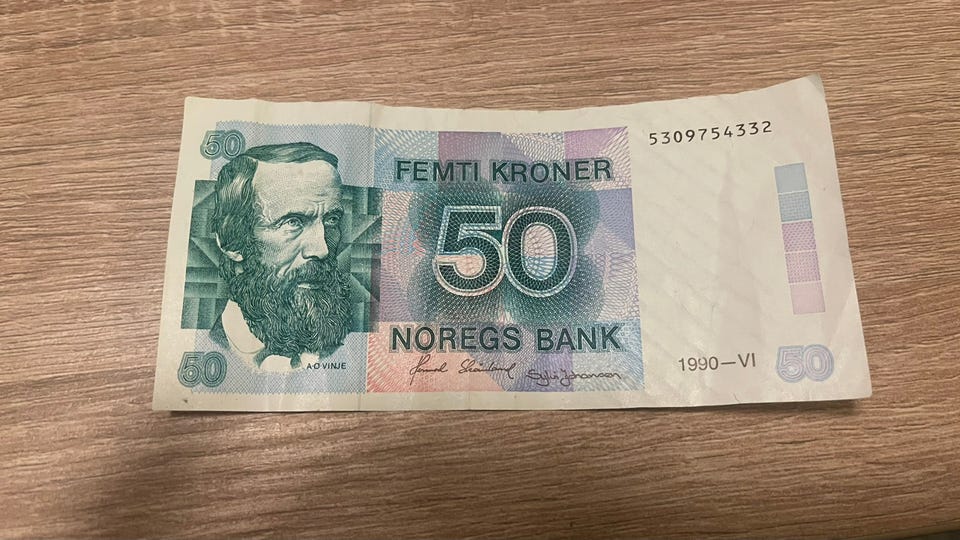 50
FEMTI KRONER
5309754332
50
NOREGS BANK
50
A O VINJE
1990—VI
50